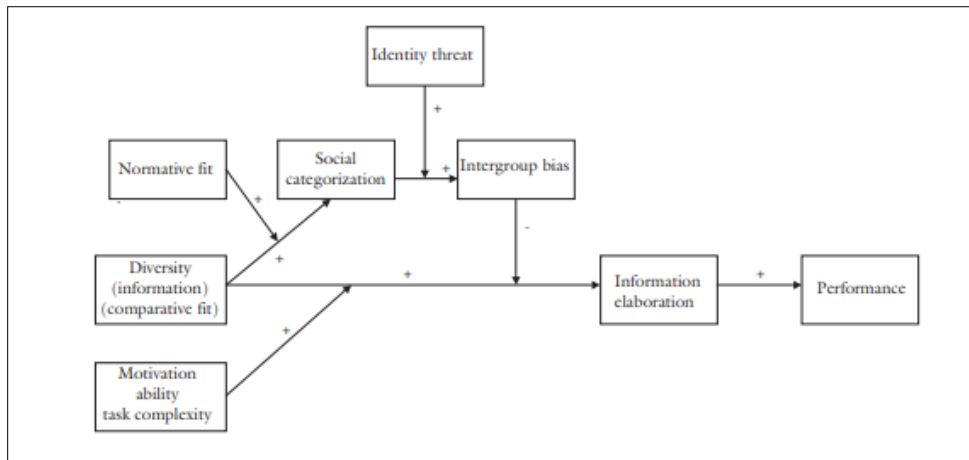 Identity threat
+
Normative fit
Social
categorization
+
Intergroup bias
-
+
+
-
Diversity
(information)
(comparative fit)
+
Information
elaboration
+
Performance
+
Motivation
ability
task complexity